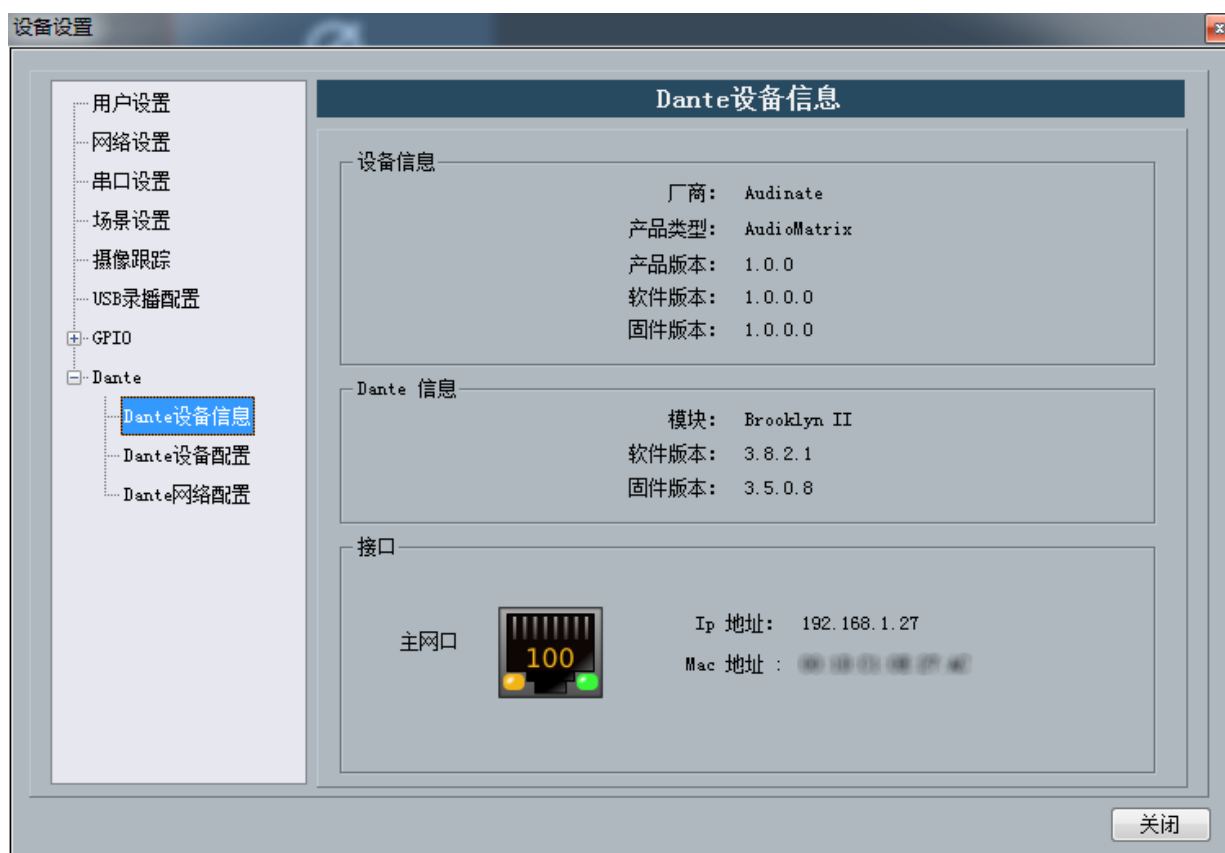 设备设置
用户设置
网络设置
串口设置
场景设置
摄像跟踪
USB录播配置
GPIO
Dante
Dante设备信息
Dante设备配置
Dante网络配置
Dante设备信息
设备信息
厂商: Audinate
产品类型: AudioMatrix
产品版本: 1.0.0
软件版本: 1.0.0.0
固件版本: 1.0.0.0
Dante 信息
模块: Brooklyn II
软件版本: 3.8.2.1
固件版本: 3.5.0.8
接口
主网口
100
Ip 地址: 192.168.1.27
Mac 地址 :
关闭